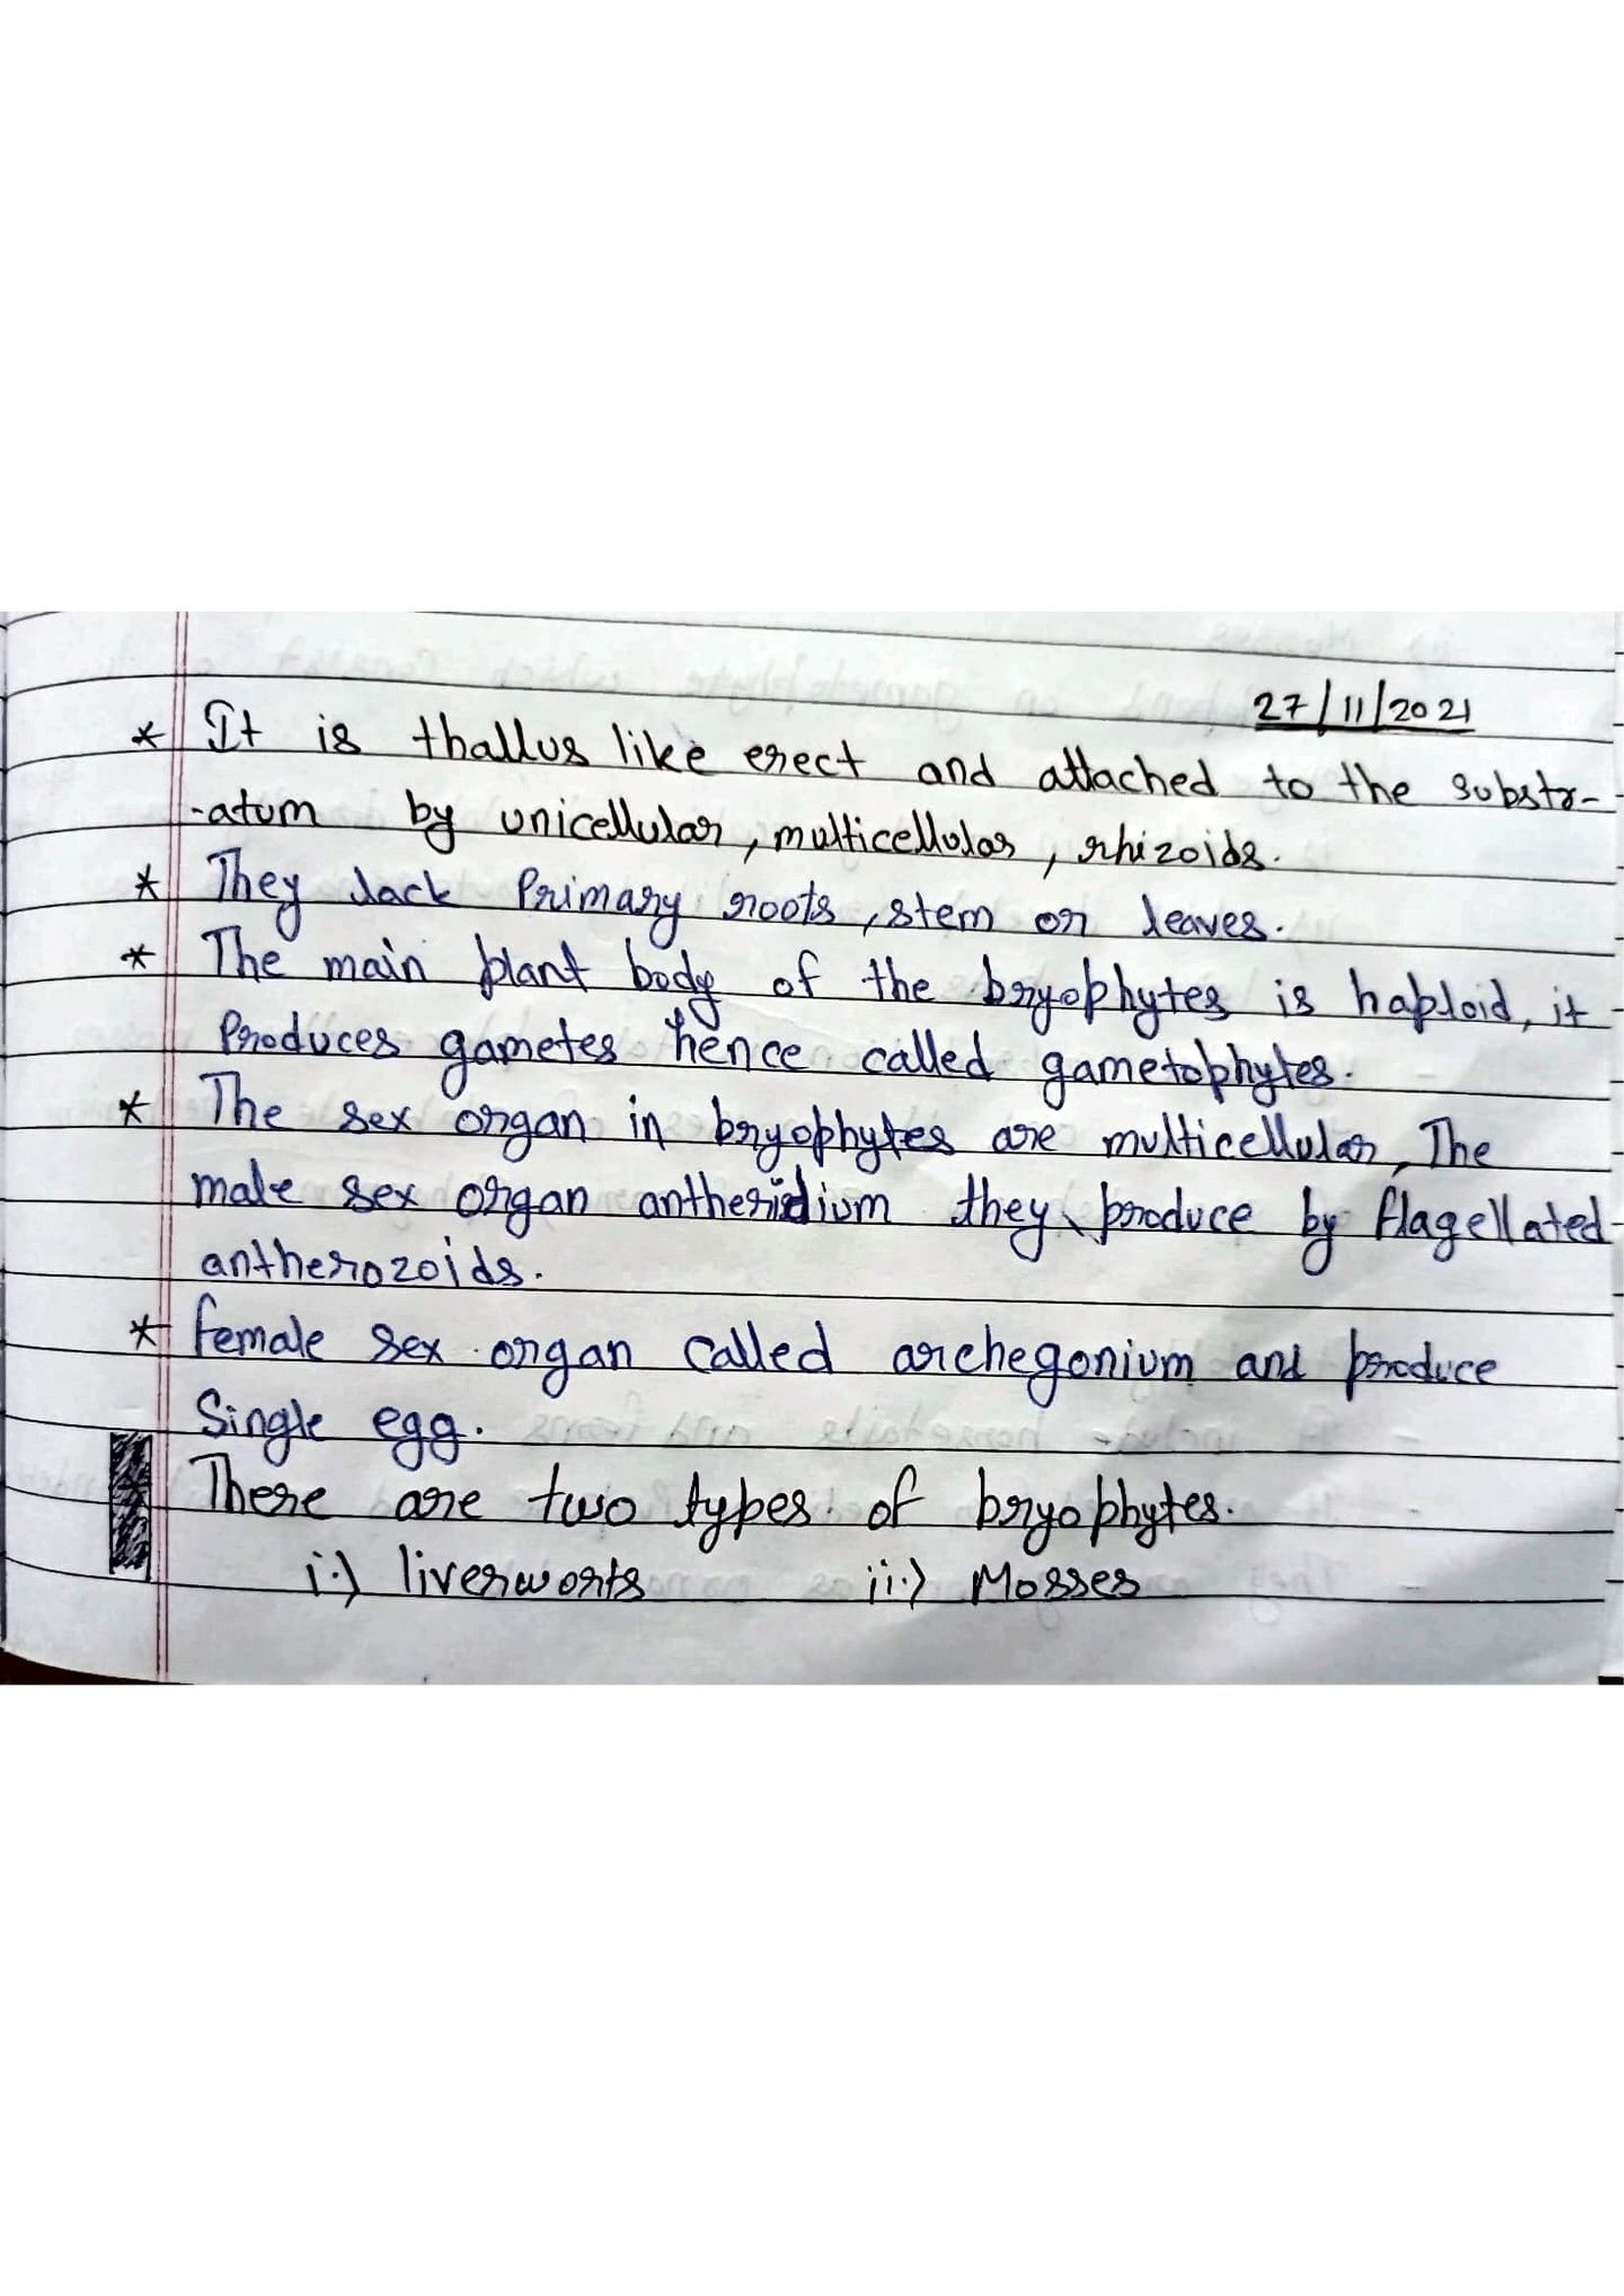 27/11/2021
* It is thallus like erect and attached to the substr-
-atum by unicellular, multicellular, rhizoids.
* They lack Primary roots, stem or leaves.
* The main plant body of the bryophytes is haploid, it
Produces gametes hence called gametophytes.
* The sex organ in bryophytes are multicellular, The
male sex organ antheridium they produce by flagellated
antherozoids.
* female sex organ called archegonium and produce
Single egg.
There are two types of bryophytes.
i.) liverworts ii.) Mosses